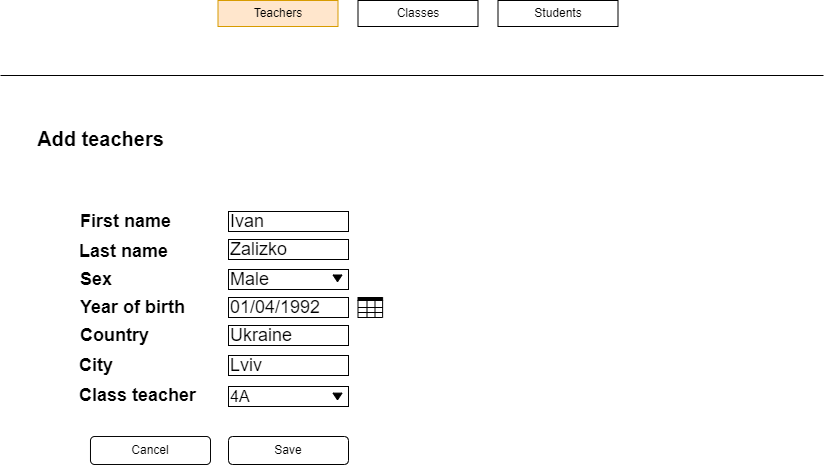 Teachers Classes Students
Add teachers
First name Ivan
Last name Zalizko
Sex Male
Year of birth 01/04/1992
Country Ukraine
City Lviv
Class teacher 4A
Cancel Save